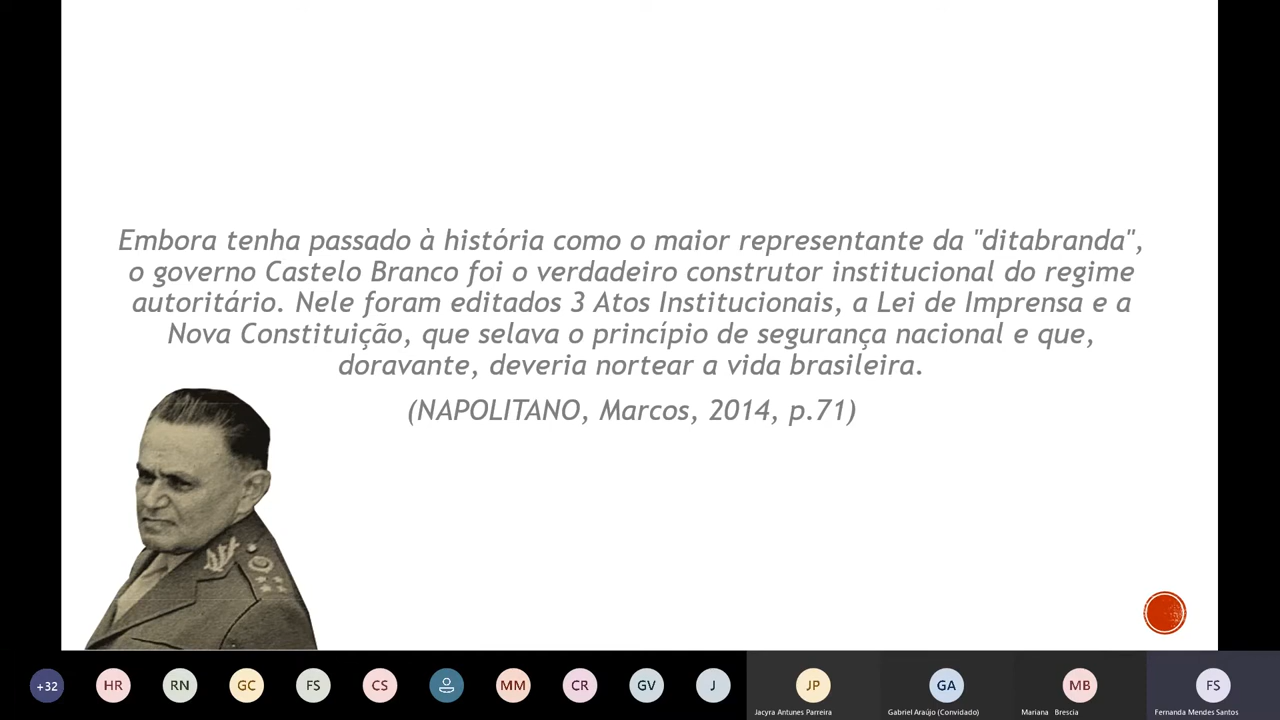 Embora tenha passado à história como o maior representante da "ditabranda",
o governo Castelo Branco foi o verdadeiro construtor institucional do regime
autoritário. Nele foram editados 3 Atos Institucionais, a Lei de Imprensa e a
Nova Constituição, que selava o princípio de segurança nacional e que,
doravante, deveria nortear a vida brasileira.
(NAPOLITANO, Marcos, 2014, p.71)
+32 HR RN GC FS CS MM CR GV J JP GA MB FS
Jacyra Antunes Parreira Gabriel Araújo (Convidado) Mariana Brescia Fernanda Mendes Santos